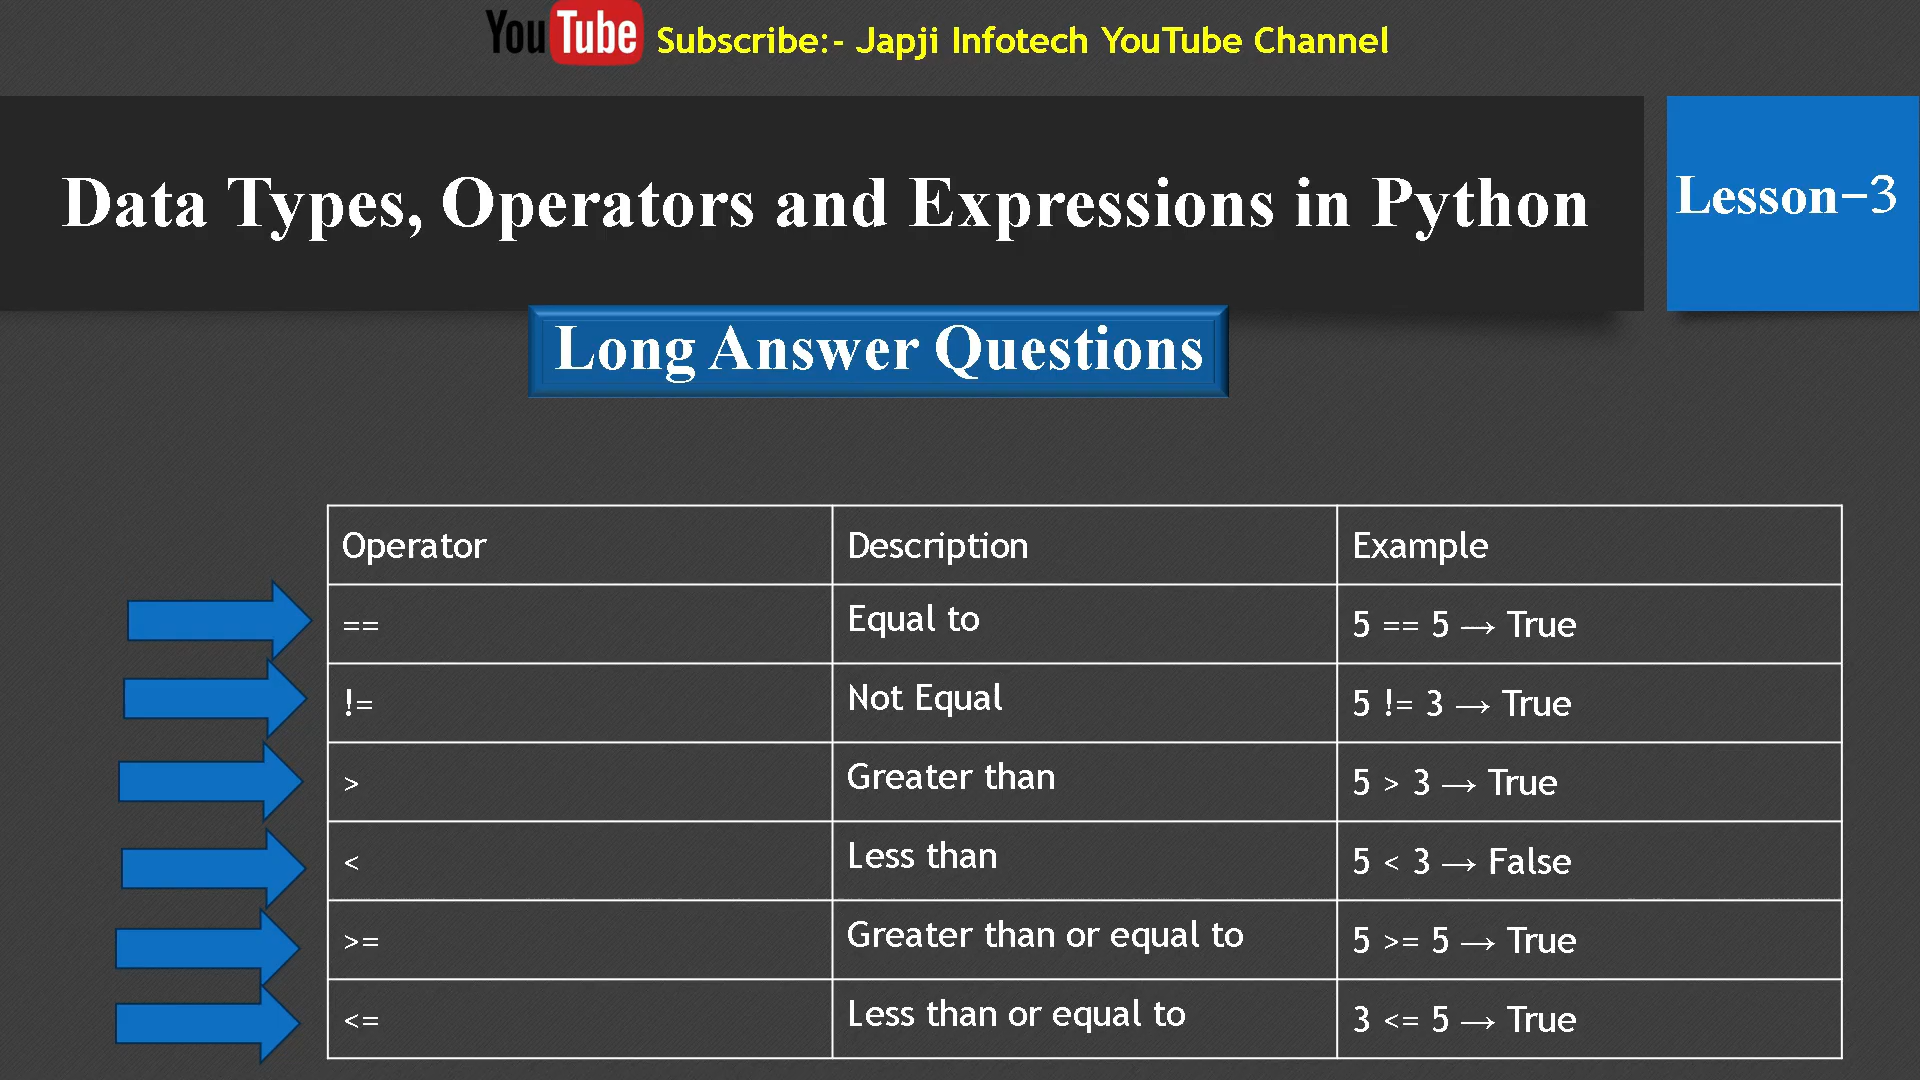 YouTube Subscribe:- Japji Infotech YouTube Channel
Data Types, Operators and Expressions in Python
Lesson-3
Long Answer Questions
Operator Description Example
== Equal to 5 == 5 → True
!= Not Equal 5 != 3 → True
> Greater than 5 > 3 → True
< Less than 5 < 3 → False
>= Greater than or equal to 5 >= 5 → True
<= Less than or equal to 3 <= 5 → True